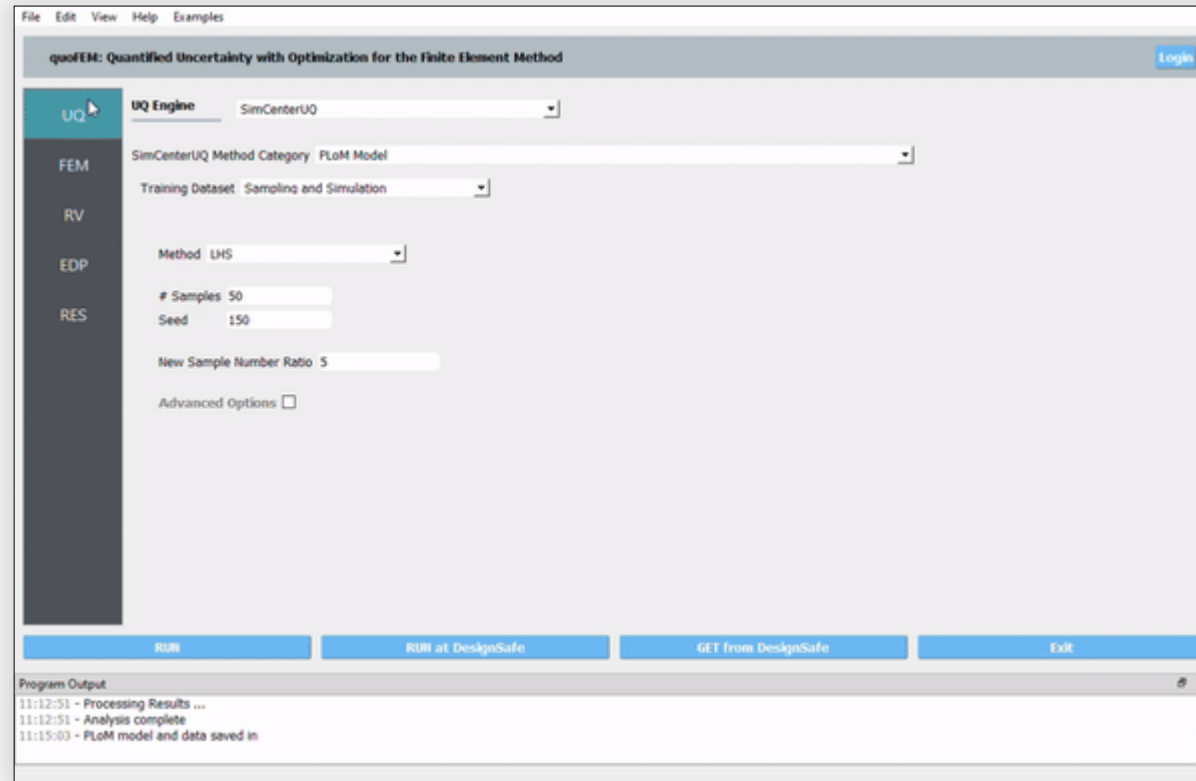 File Edit View Help Examples
quoFEM: Quantified Uncertainty with Optimization for the Finite Element Method
Login
UQ
FEM
RV
EDP
RES
UQ Engine SimCenterUQ
SimCenterUQ Method Category PLoM Model
Training Dataset Sampling and Simulation
Method LHS
# Samples 50
Seed 150
New Sample Number Ratio 5
Advanced Options
RUN RUN at DesignSafe GET from DesignSafe Exit
Program Output
11:12:51 - Processing Results ...
11:12:51 - Analysis complete
11:15:03 - PLoM model and data saved in